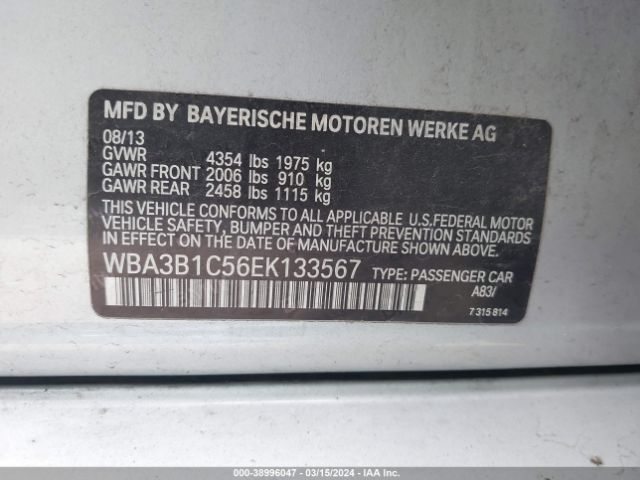 MFD BY BAYERISCHE MOTOREN WERKE AG
08/13
GVWR 4354 lbs 1975 kg
GAWR FRONT 2006 lbs 910 kg
GAWR REAR 2458 lbs 1115 kg
THIS VEHICLE CONFORMS TO ALL APPLICABLE U.S.FEDERAL MOTOR
VEHICLE SAFETY, BUMPER AND THEFT PREVENTION STANDARDS
IN EFFECT ON THE DATE OF MANUFACTURE SHOWN ABOVE.
WBA3B1C56EK133567 TYPE: PASSENGER CAR
A83/
7 315 814
000-38996047 / 03/15/2024 - IAA Inc.